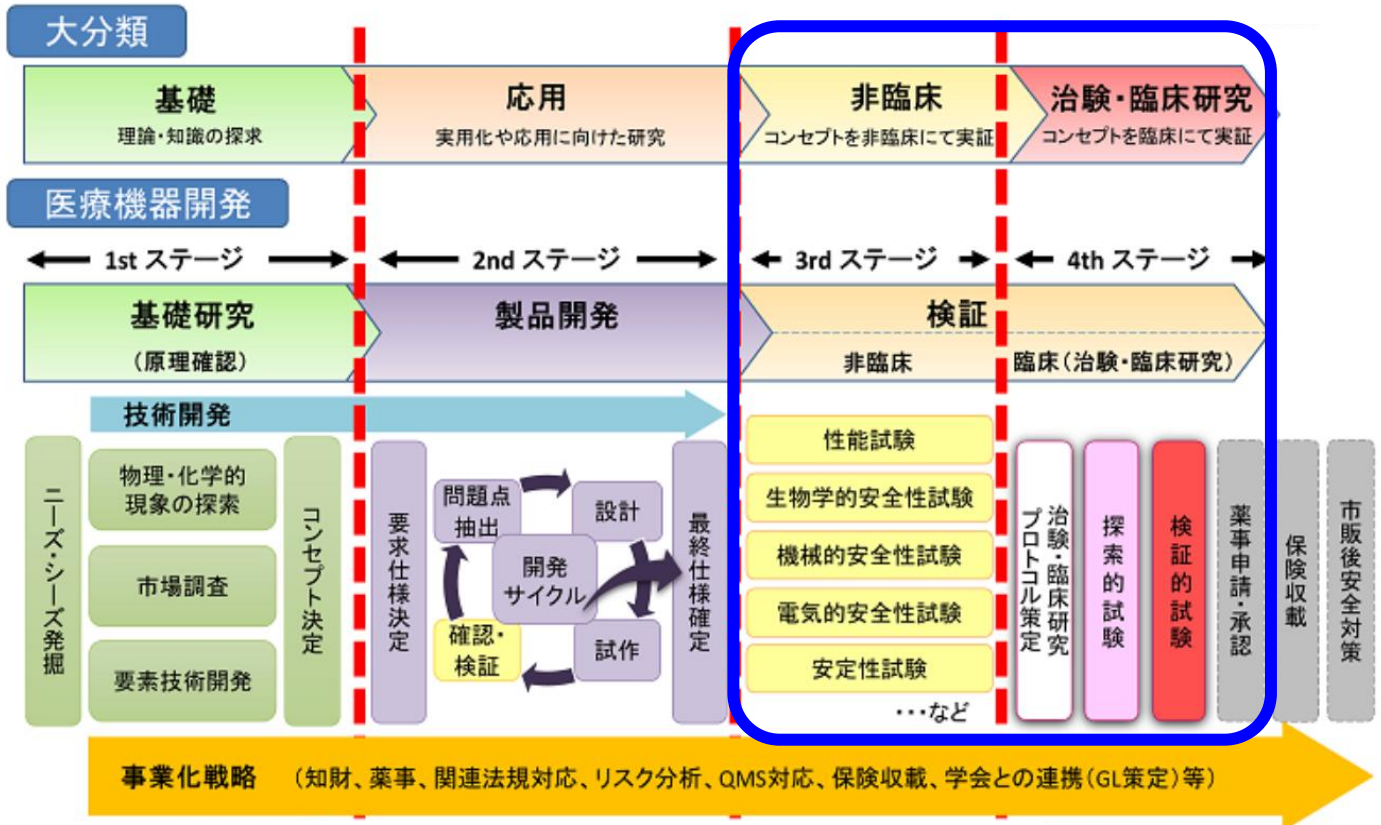 大分類
基礎
理論・知識の探求
応用
実用化や応用に向けた研究
非臨床
コンセプトを非臨床にて実証
治験・臨床研究
コンセプトを臨床にて実証
医療機器開発
1st ステージ
2nd ステージ
3rd ステージ
4th ステージ
基礎研究
（原理確認）
製品開発
検証
非臨床
臨床（治験・臨床研究）
技術開発
ニーズ・シーズ発掘
物理・化学的
現象の探索
市場調査
要素技術開発
コンセプト決定
要求仕様決定
問題点
抽出
設計
開発
サイクル
確認・
検証
試作
最終仕様確定
性能試験
生物学的安全性試験
機械的安全性試験
電気的安全性試験
安定性試験
・・・など
治験・臨床研究
プロトコル策定
探索的試験
検証的試験
薬事申請・承認
保険収載
市販後安全対策
事業化戦略 （知財、薬事、関連法規対応、リスク分析、QMS対応、保険収載、学会との連携（GL策定）等）